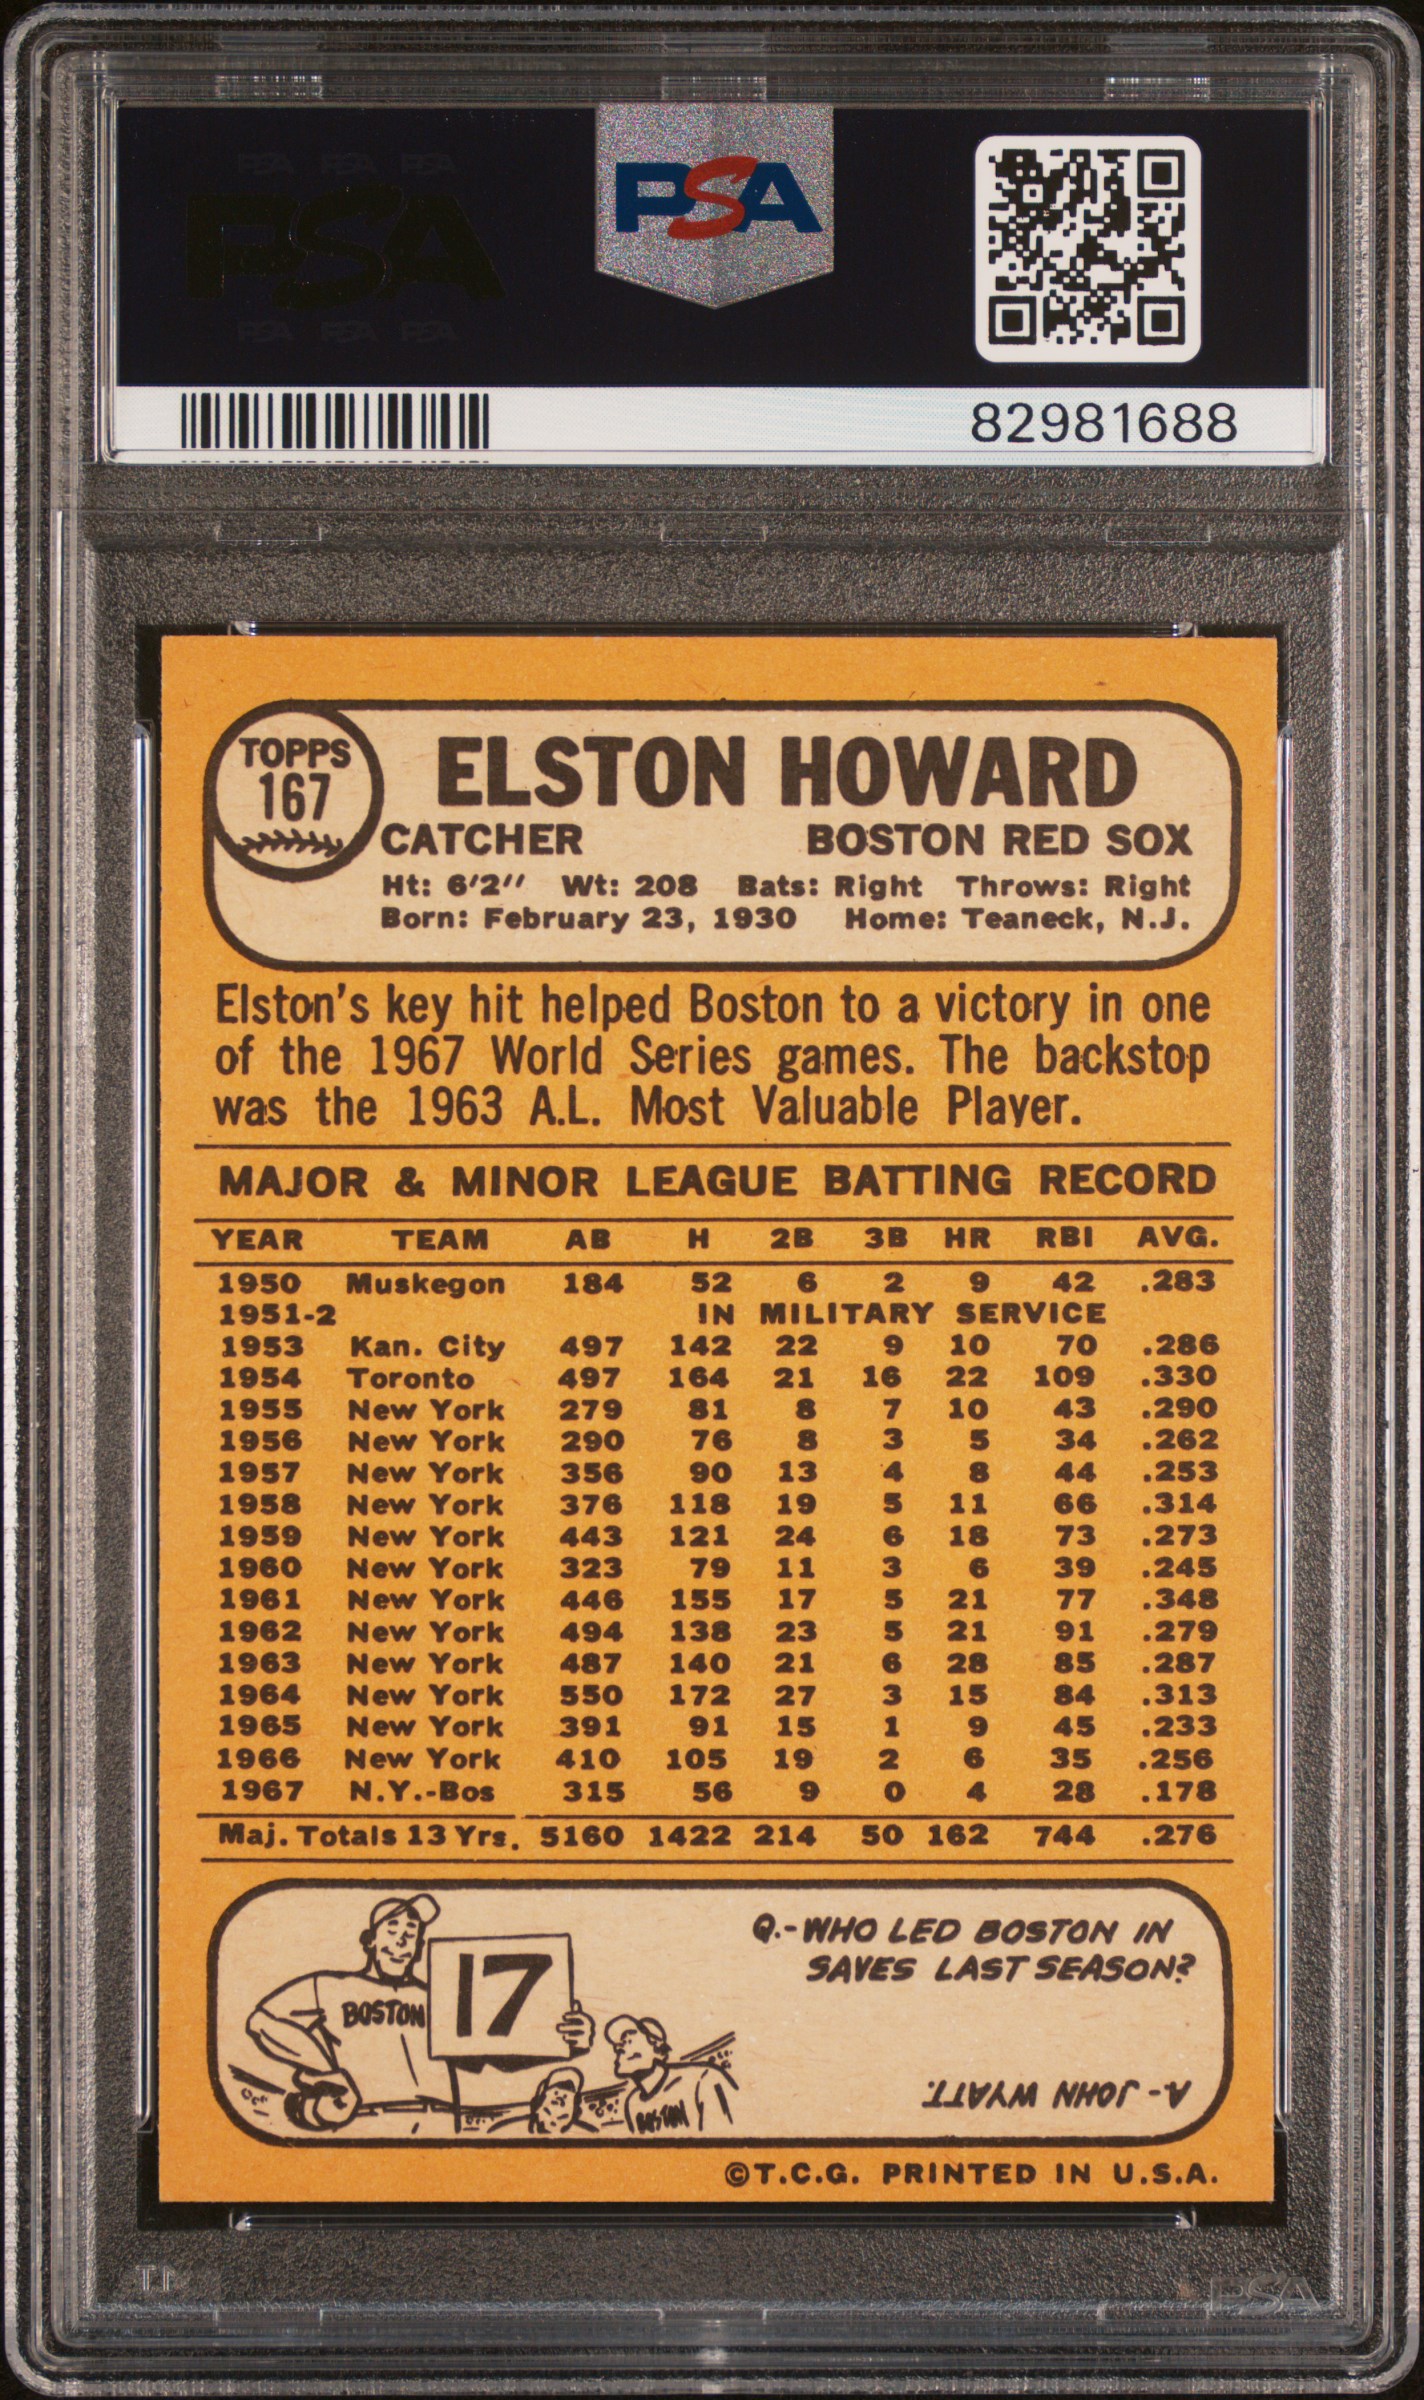 PSA PSA PSA
PSA
PSA PSA PSA
PSA
82981688
TOPPS
167
ELSTON HOWARD
CATCHER BOSTON RED SOX
Ht: 6'2" Wt: 208 Bats: Right Throws: Right
Born: February 23, 1930 Home: Teaneck, N.J.
Elston's key hit helped Boston to a victory in one
of the 1967 World Series games. The backstop
was the 1963 A.L. Most Valuable Player.
MAJOR & MINOR LEAGUE BATTING RECORD
YEAR TEAM AB H 2B 3B HR RBI AVG.
1950 Muskegon 184 52 6 2 9 42 .283
1951-2 IN MILITARY SERVICE
1953 Kan. City 497 142 22 9 10 70 .286
1954 Toronto 497 164 21 16 22 109 .330
1955 New York 279 81 8 7 10 43 .290
1956 New York 290 76 8 3 5 34 .262
1957 New York 356 90 13 4 8 44 .253
1958 New York 376 118 19 5 11 66 .314
1959 New York 443 121 24 6 18 73 .273
1960 New York 323 79 11 3 6 39 .245
1961 New York 446 155 17 5 21 77 .348
1962 New York 494 138 23 5 21 91 .279
1963 New York 487 140 21 6 28 85 .287
1964 New York 550 172 27 3 15 84 .313
1965 New York 391 91 15 1 9 45 .233
1966 New York 410 105 19 2 6 35 .256
1967 N.Y.-Bos 315 56 9 0 4 28 .178
Maj. Totals 13 Yrs. 5160 1422 214 50 162 744 .276
Q.-WHO LED BOSTON IN
SAVES LAST SEASON?
17
BOSTON
BOSTON
A.- JOHN WYATT.
©T.C.G. PRINTED IN U.S.A.
PSA